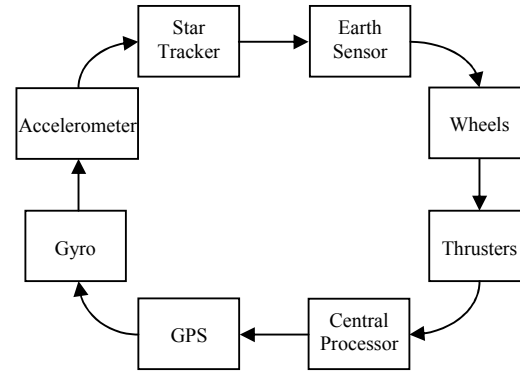 Star
Tracker
Earth
Sensor
Accelerometer
Wheels
Gyro
Thrusters
GPS
Central
Processor